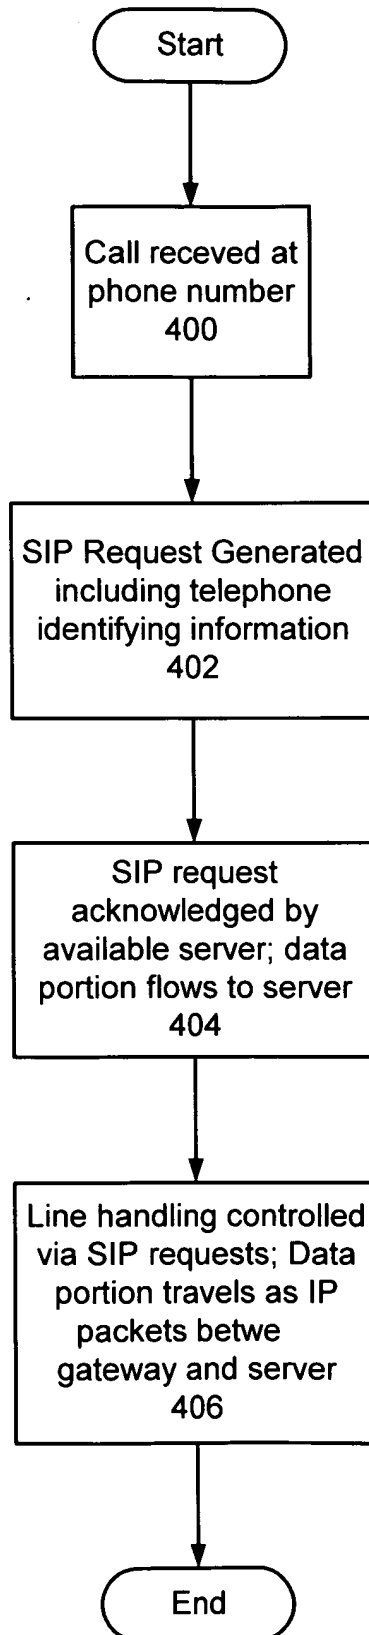 Start
Call receved at
phone number
400
SIP Request Generated
including telephone
identifying information
402
SIP request
acknowledged by
available server; data
portion flows to server
404
Line handling controlled
via SIP requests; Data
portion travels as IP
packets betwe
gateway and server
406
End